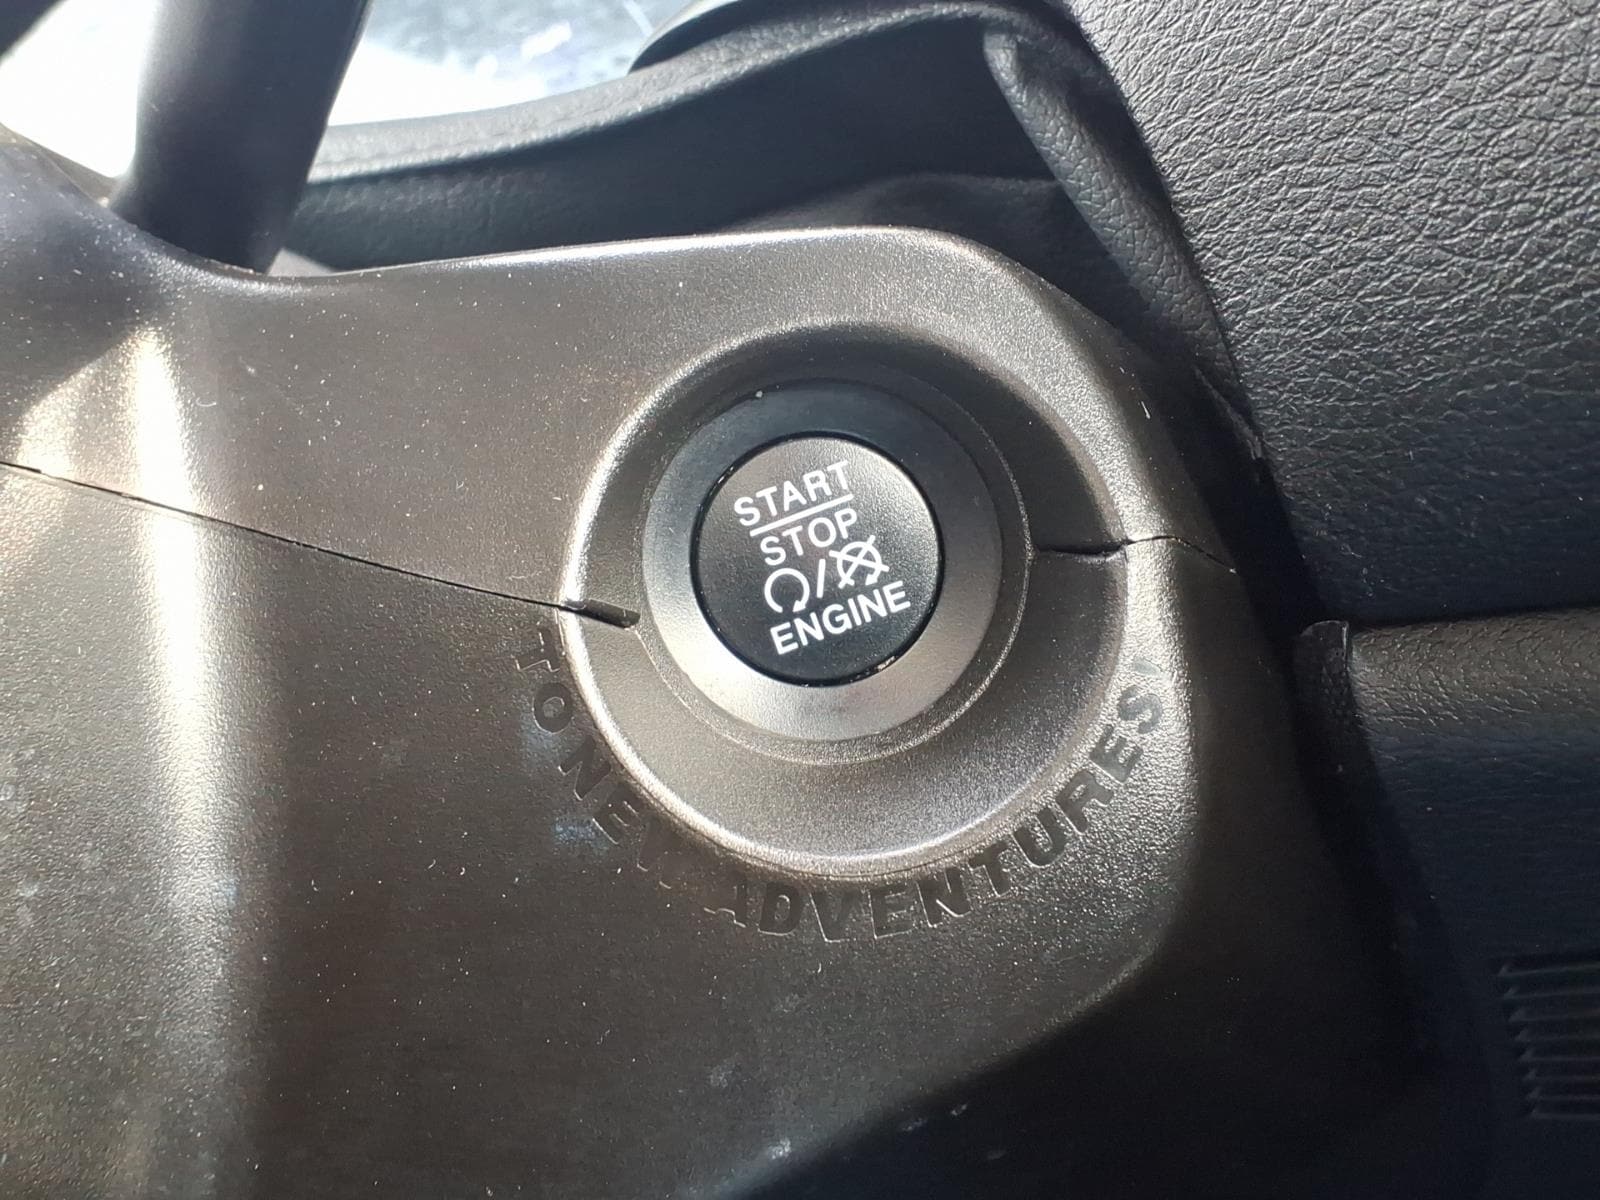 START
STOP
ENGINE
'TO NEW ADVENTURES'